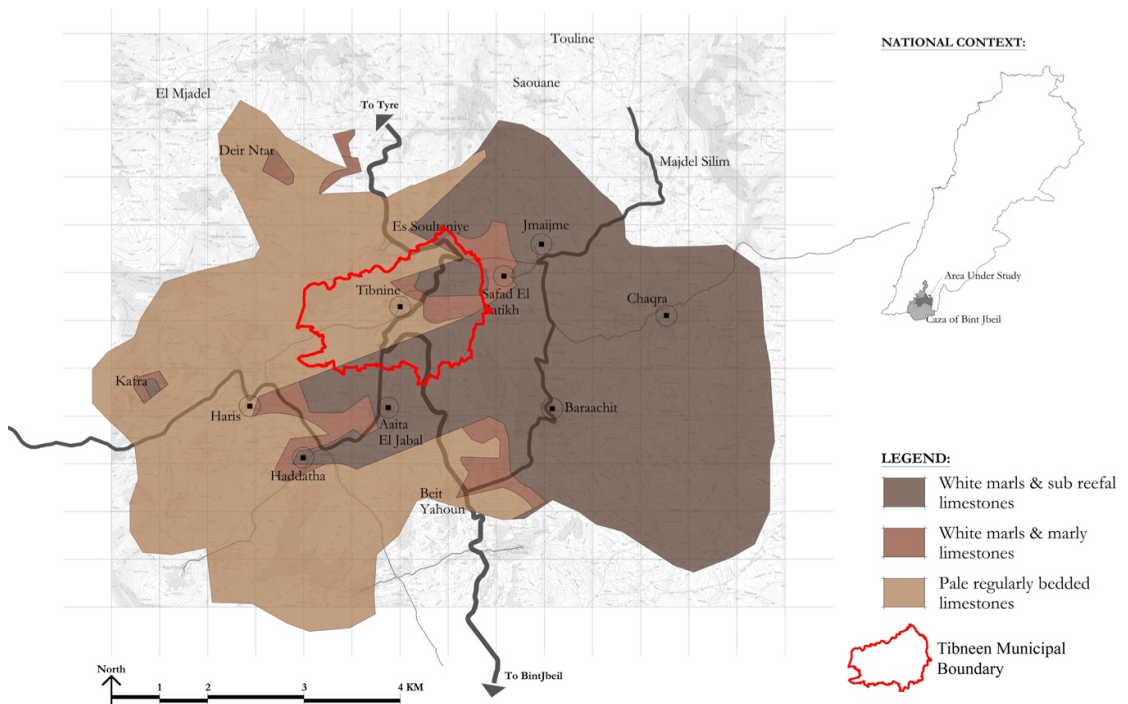 Touline
NATIONAL CONTEXT:
Saouane
El Mjadel
To Tyre
Deir Ntar
Majdel Silim
Es Soultaniye
Jmaijme
Area Under Study
Tibnine
Safad El
Batikh
Chaqra
Caza of Bint Jbeil
Kafra
Haris
Baraachit
Aaita
El Jabal
LEGEND:
Haddatha
White marls & sub reefal
limestones
Beit
Yahoun
White marls & marly
limestones
Pale regularly bedded
limestones
Tibneen Municipal
Boundary
North
To BintJbeil
1
2
3
4 KM